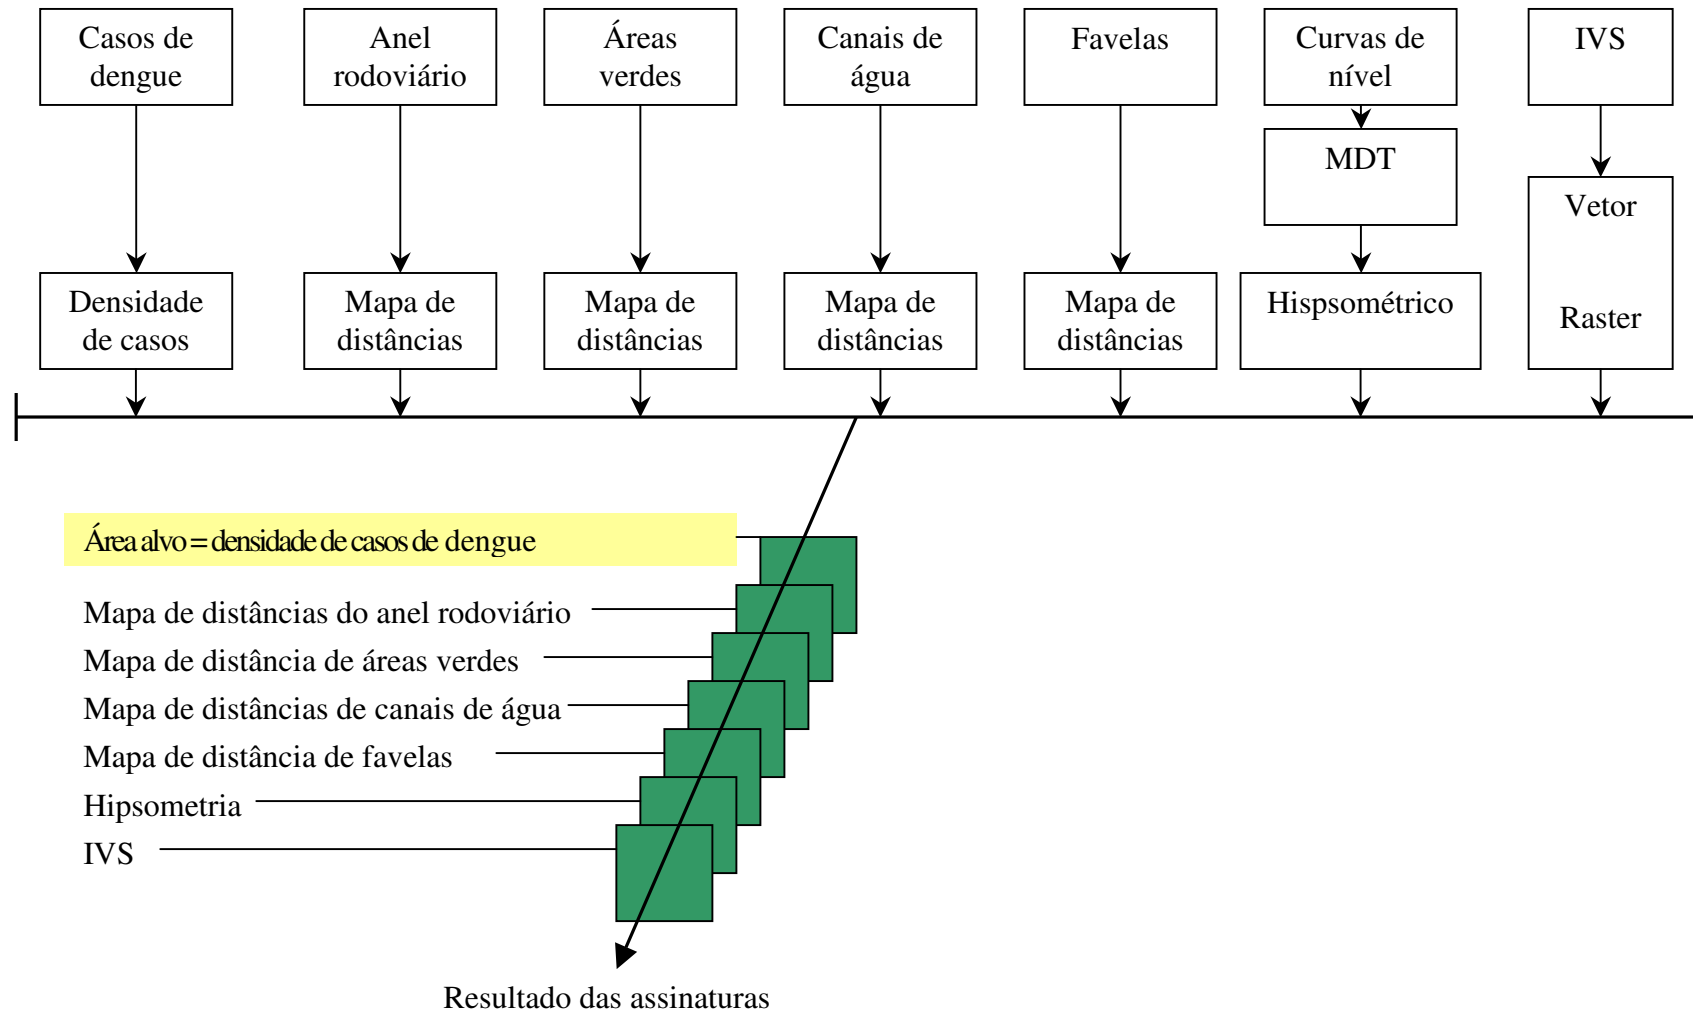 Casos de
dengue
Anel
rodoviário
Áreas
verdes
Canais de
água
Favelas
Curvas de
nível
IVS
MDT
Vetor
Raster
Densidade
de casos
Mapa de
distâncias
Mapa de
distâncias
Mapa de
distâncias
Mapa de
distâncias
Hispsométrico
Área alvo = densidade de casos de dengue
Mapa de distâncias do anel rodoviário
Mapa de distância de áreas verdes
Mapa de distâncias de canais de água
Mapa de distância de favelas
Hipsometria
IVS
Resultado das assinaturas